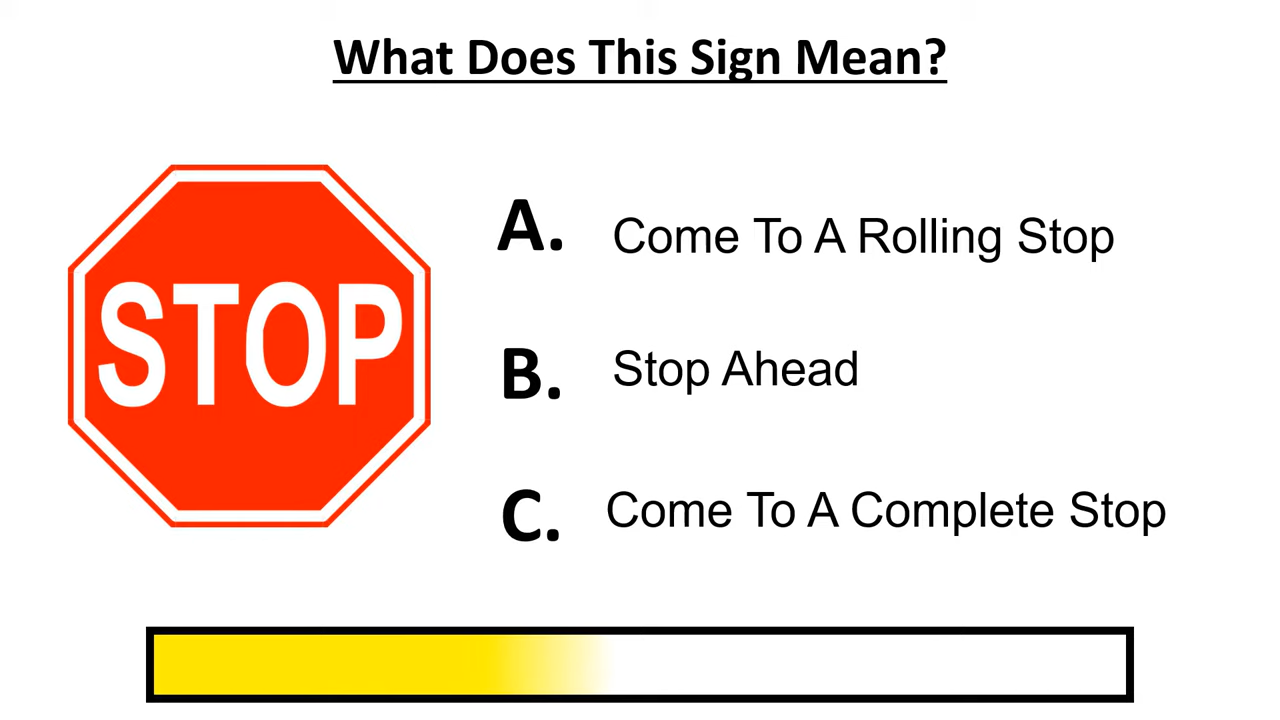 What Does This Sign Mean?
STOP
A. Come To A Rolling Stop
B. Stop Ahead
C. Come To A Complete Stop